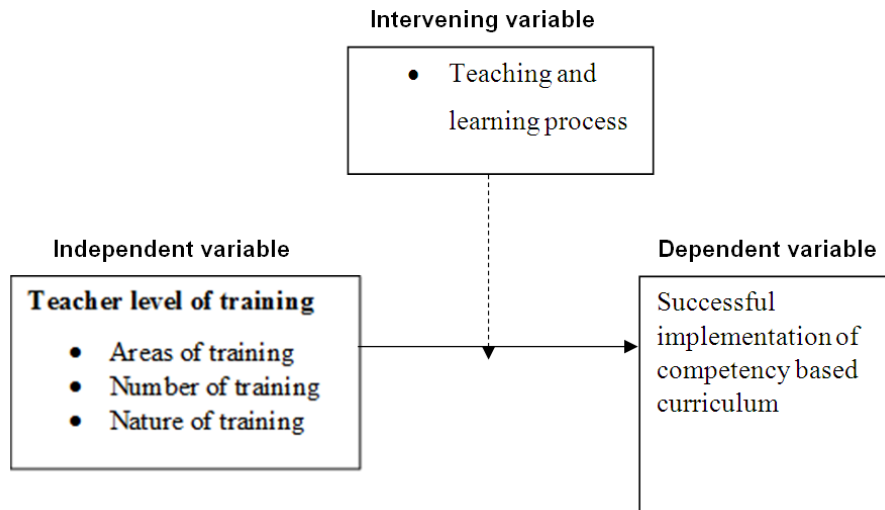 Intervening variable
• Teaching and
learning process
Independent variable
Teacher level of training
• Areas of training
• Number of training
• Nature of training
Dependent variable
Successful
implementation of
competency based
curriculum